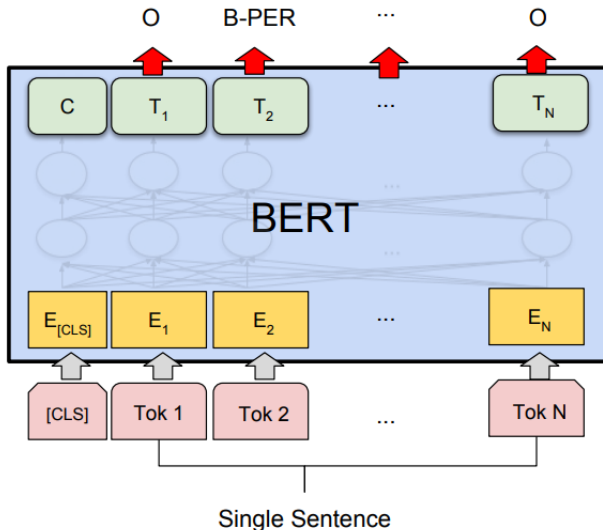 O B-PER ... O
C T1 T2 ... TN
...
BERT
...
E[CLS] E1 E2 ... EN
[CLS] Tok 1 Tok 2 ... Tok N
Single Sentence